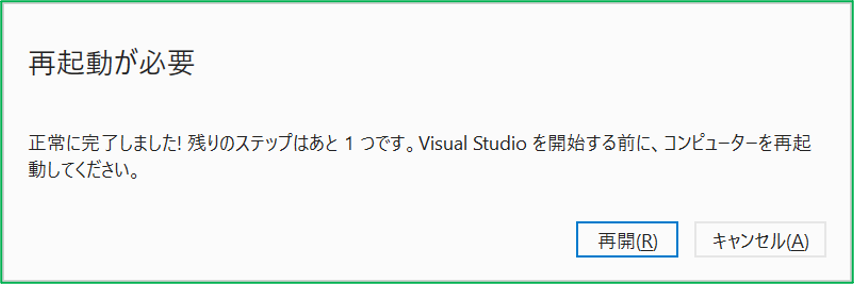 再起動が必要
正常に完了しました! 残りのステップはあと 1 つです。Visual Studio を開始する前に、コンピューターを再起
動してください。
再開(R)
キャンセル(A)